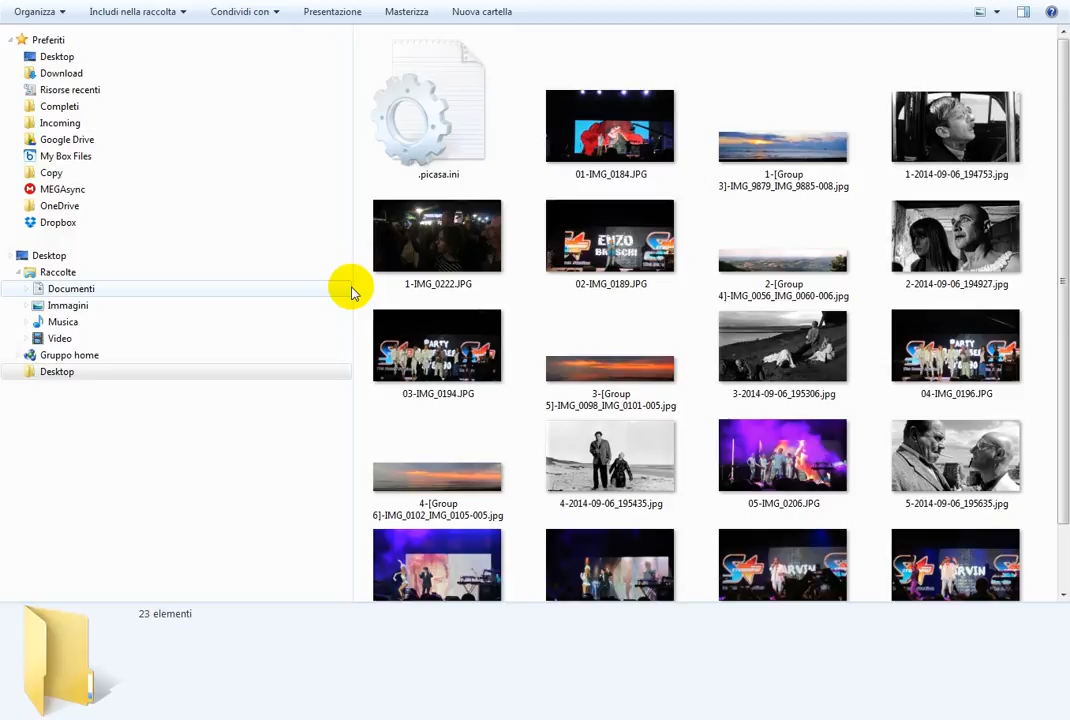 Organizza
Includi nella raccolta
Condividi con
Presentazione
Masterizza
Nuova cartella
Preferiti
Desktop
Download
Risorse recenti
Completi
Incoming
Google Drive
My Box Files
Copy
MEGAsync
OneDrive
Dropbox
Desktop
Raccolte
Documenti
Immagini
Musica
Video
Gruppo home
Desktop
.picasa.ini
01-IMG_0184.JPG
1-[Group
3]-IMG_9879_IMG_9885-008.jpg
1-2014-09-06_194753.jpg
1-IMG_0222.JPG
ENZO
BRASCHI
02-IMG_0189.JPG
2-[Group
4]-IMG_0056_IMG_0060-006.jpg
2-2014-09-06_194927.jpg
PARTY
03-IMG_0194.JPG
3-[Group
5]-IMG_0098_IMG_0101-005.jpg
3-2014-09-06_195306.jpg
PARTY
04-IMG_0196.JPG
4-[Group
6]-IMG_0102_IMG_0105-005.jpg
4-2014-09-06_195435.jpg
05-IMG_0206.JPG
5-2014-09-06_195635.jpg
MARVIN
ARVIN
23 elementi